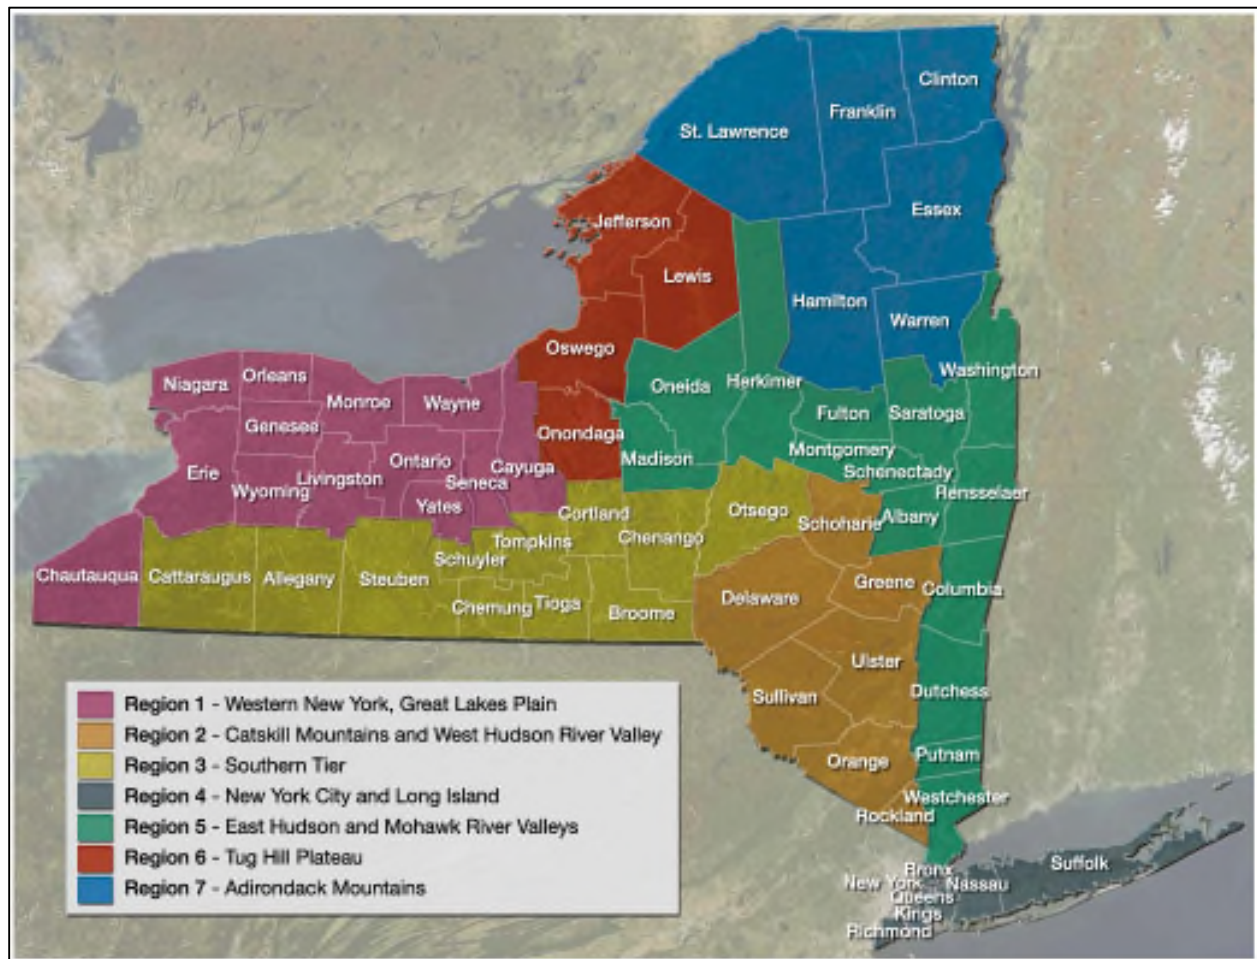 Clinton
Franklin
St. Lawrence
Essex
Jefferson
Lewis
Hamilton
Warren
Oswego
Washington
Niagara
Orleans
Oneida
Herkimer
Monroe
Wayne
Fulton
Saratoga
Genesee
Onondaga
Montgomery
Madison
Ontario
Cayuga
Schenectady
Erie
Livingston
Seneca
Wyoming
Rensselaer
Yates
Otsego
Cortland
Schoharie
Albany
Chenango
Tompkins
Schuyler
Chautauqua
Cattaraugus
Allegany
Steuben
Greene
Columbia
Delaware
Chemung
Tioga
Broome
Ulster
Dutchess
Sullivan
Putnam
Orange
Westchester
Rockland
Suffolk
Bronx
New York
Nassau
Queens
Kings
Richmond
Region 1 - Western New York, Great Lakes Plain
Region 2 - Catskill Mountains and West Hudson River Valley
Region 3 - Southern Tier
Region 4 - New York City and Long Island
Region 5 - East Hudson and Mohawk River Valleys
Region 6 - Tug Hill Plateau
Region 7 - Adirondack Mountains